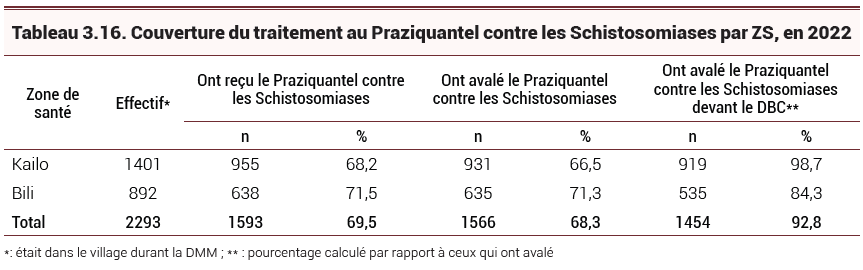 Tableau 3.16. Couverture du traitement au Praziquantel contre les Schistosomiases par ZS, en 2022
Zone de santé Effectif* Ont reçu le Praziquantel contre les Schistosomiases Ont avalé le Praziquantel contre les Schistosomiases Ont avalé le Praziquantel contre les Schistosomiases devant le DBC**
n % n % n %
Kailo 1401 955 68,2 931 66,5 919 98,7
Bili 892 638 71,5 635 71,3 535 84,3
Total 2293 1593 69,5 1566 68,3 1454 92,8
*: était dans le village durant la DMM ; ** : pourcentage calculé par rapport à ceux qui ont avalé